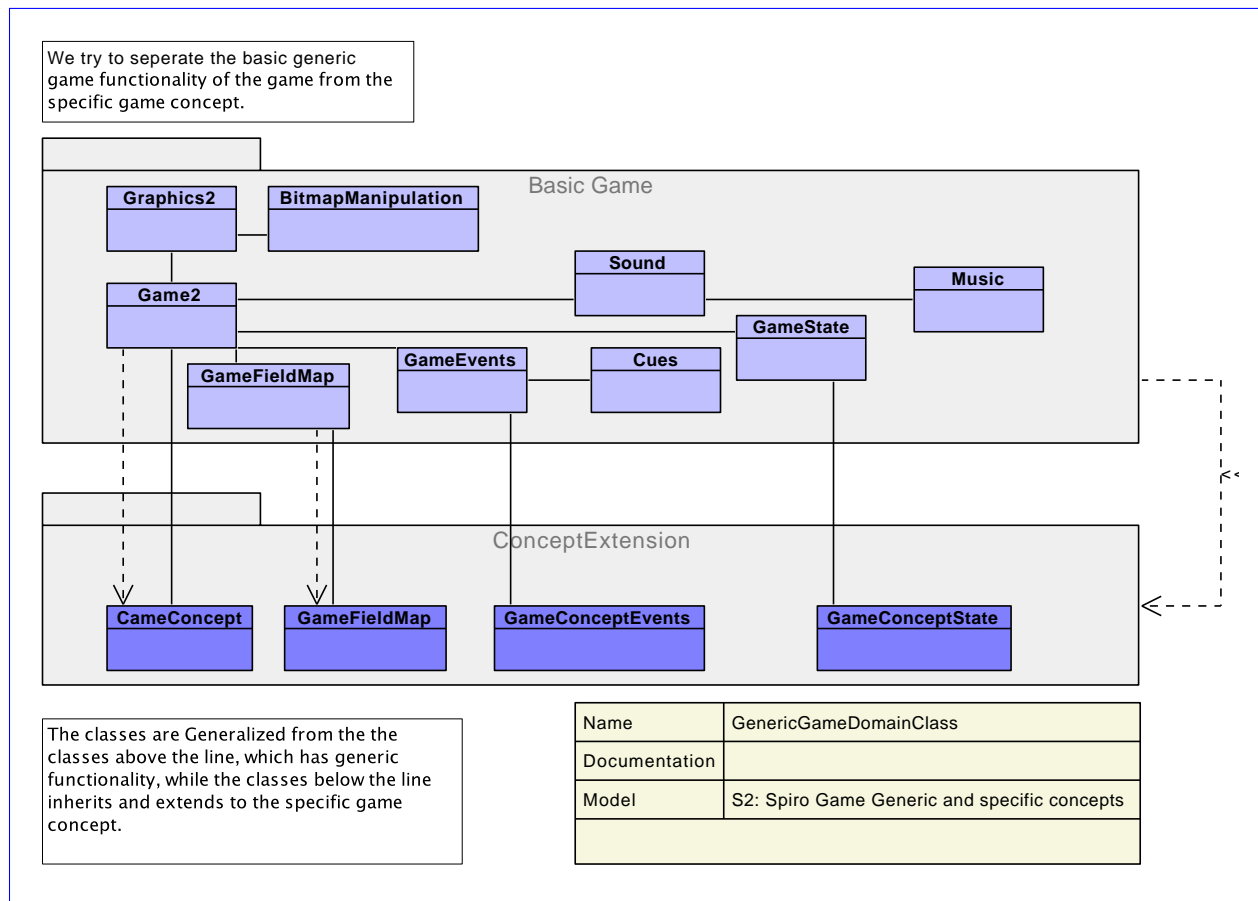 We try to seperate the basic generic
game functionality of the game from the
specific game concept.
Basic Game
Graphics2
BitmapManipulation
Sound
Music
Game2
GameState
GameEvents
Cues
GameFieldMap
ConceptExtension
CameConcept
GameFieldMap
GameConceptEvents
GameConceptState
The classes are Generalized from the the
classes above the line, which has generic
functionality, while the classes below the line
inherits and extends to the specific game
concept.
Name GenericGameDomainClass
Documentation
Model S2: Spiro Game Generic and specific concepts